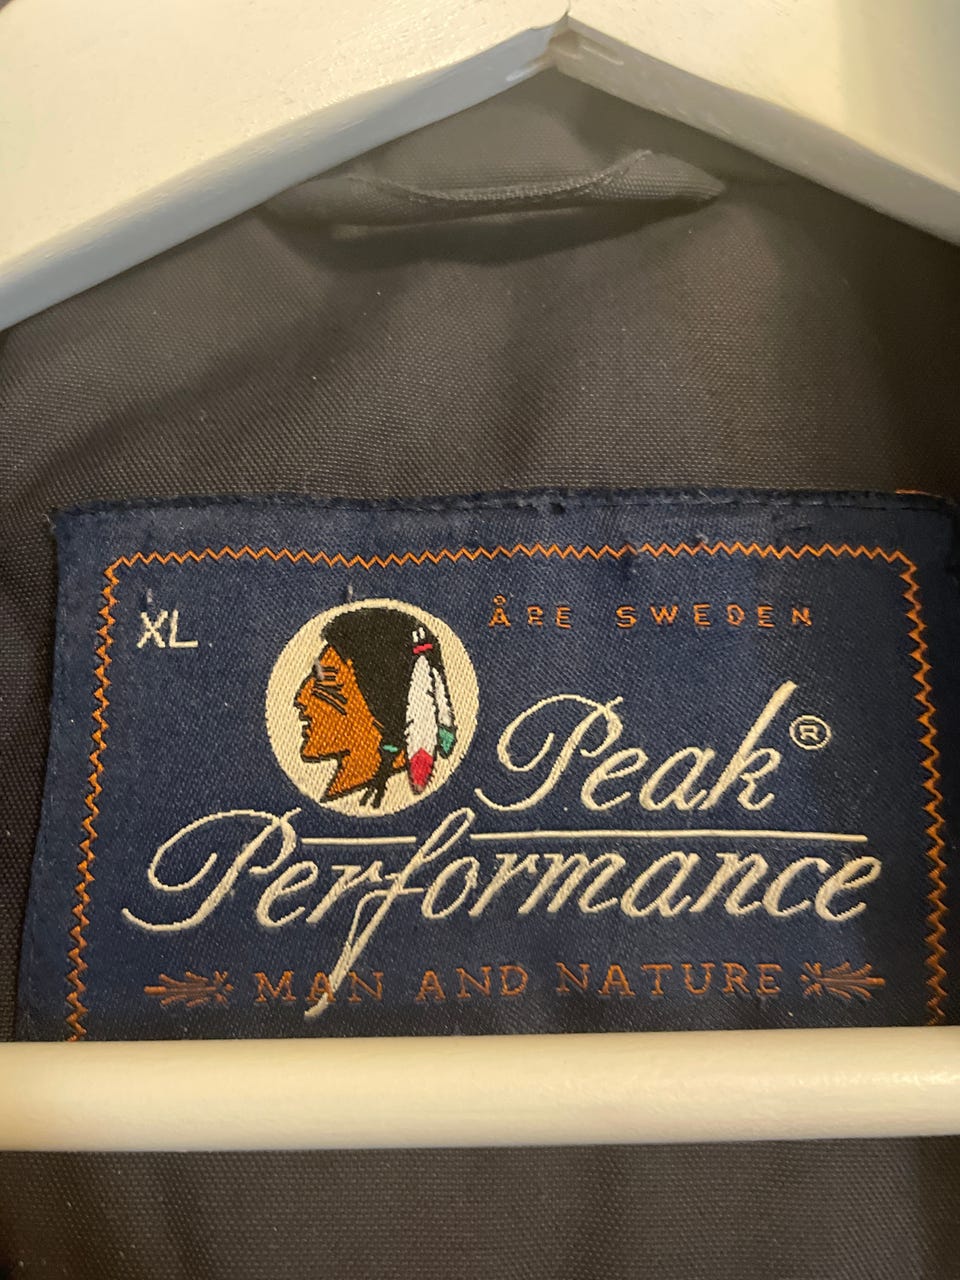 XL
ÅRE SWEDEN
Peak®
Performance
MAN AND NATURE